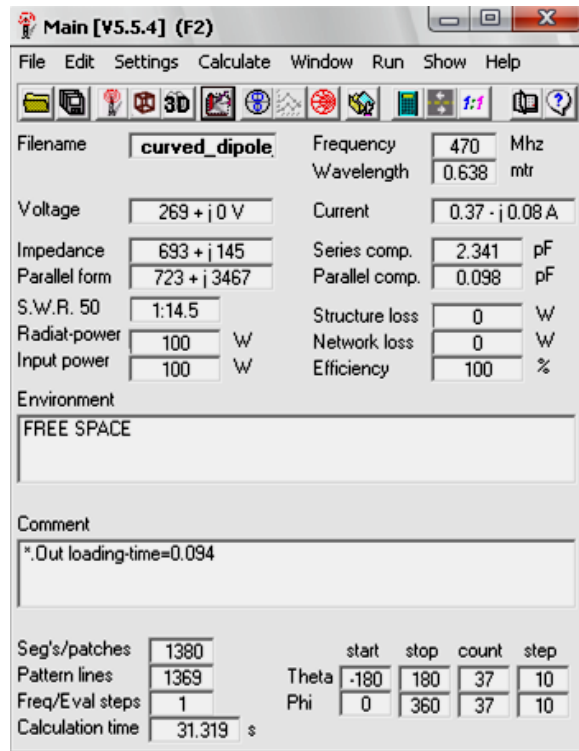 Main [V5.5.4] (F2)
File Edit Settings Calculate Window Run Show Help
3D 1:1
Filename curved_dipole Frequency 470 Mhz
Wavelength 0.638 mtr
Voltage 269 + j 0 V Current 0.37 - j 0.08 A
Impedance 693 + j 145 Series comp. 2.341 pF
Parallel form 723 + j 3467 Parallel comp. 0.098 pF
S.W.R. 50 1:14.5 Structure loss 0 W
Radiat-power 100 W Network loss 0 W
Input power 100 W Efficiency 100 %
Environment
FREE SPACE
Comment
*.Out loading-time=0.094
Seg's/patches 1380 start stop count step
Pattern lines 1369 Theta -180 180 37 10
Freq/Eval steps 1 Phi 0 360 37 10
Calculation time 31.319 s